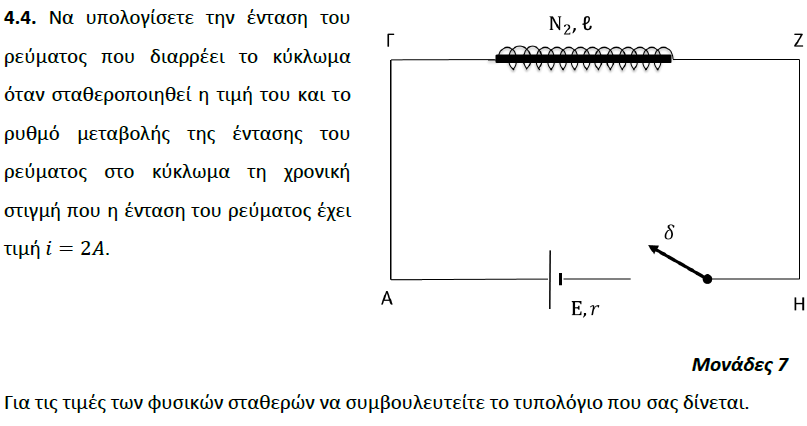 4.4. Να υπολογίσετε την ένταση του
ρεύματος που διαρρέει το κύκλωμα
όταν σταθεροποιηθεί η τιμή του και το
ρυθμό μεταβολής της έντασης του
ρεύματος στο κύκλωμα τη χρονική
στιγμή που η ένταση του ρεύματος έχει
τιμή i = 2A.
N₂, ℓ
Γ
Ζ
δ
Α
E, r
Η
Μονάδες 7
Για τις τιμές των φυσικών σταθερών να συμβουλευτείτε το τυπολόγιο που σας δίνεται.